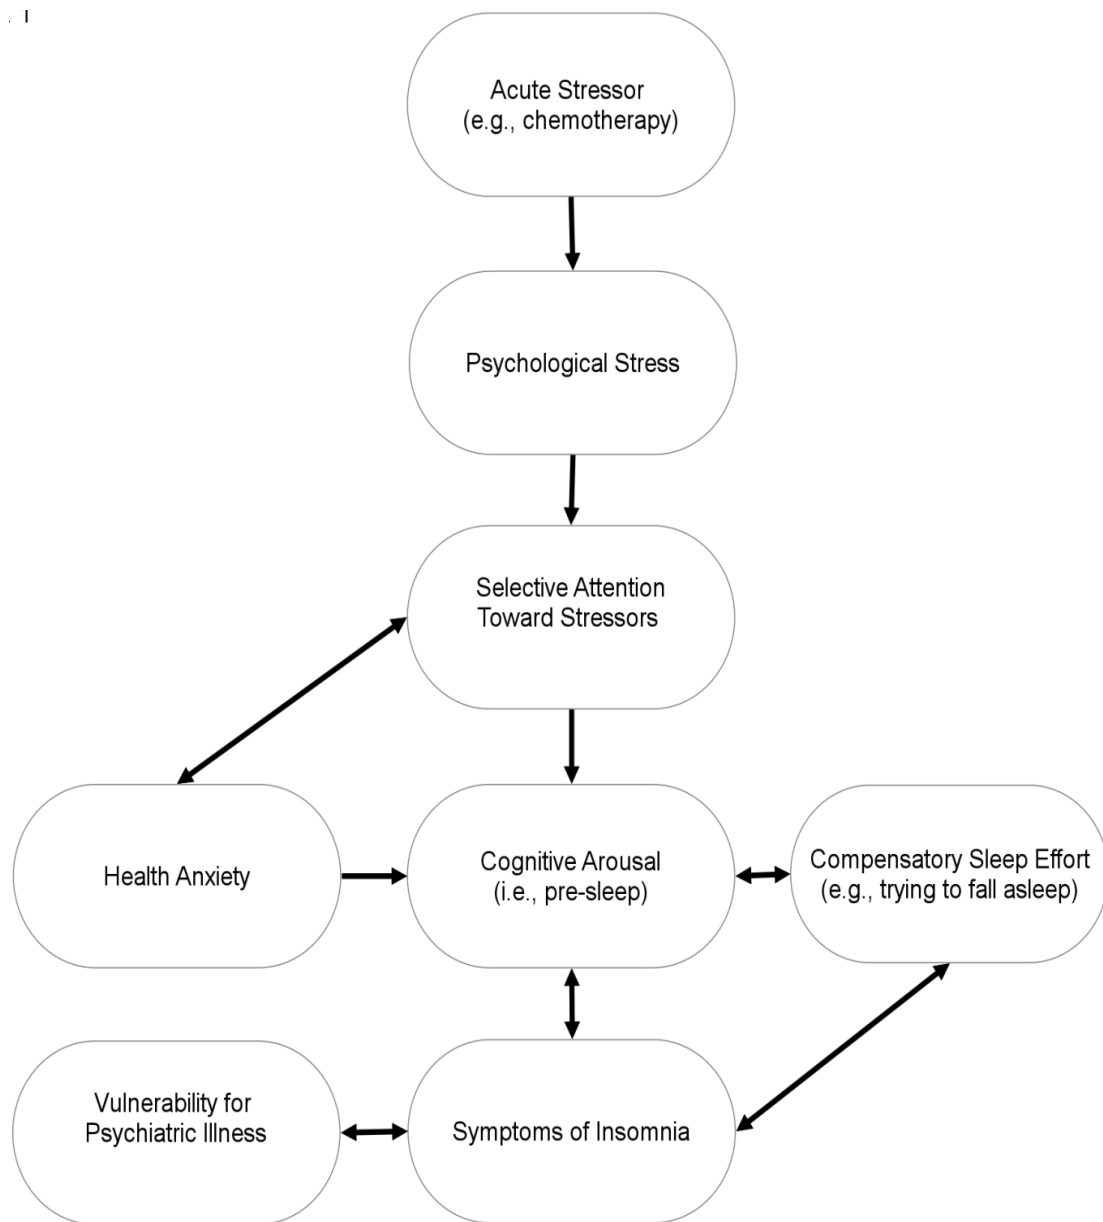 Acute Stressor
(e.g., chemotherapy)
Psychological Stress
Selective Attention
Toward Stressors
Health Anxiety
Cognitive Arousal
(i.e., pre-sleep)
Compensatory Sleep Effort
(e.g., trying to fall asleep)
Vulnerability for
Psychiatric Illness
Symptoms of Insomnia